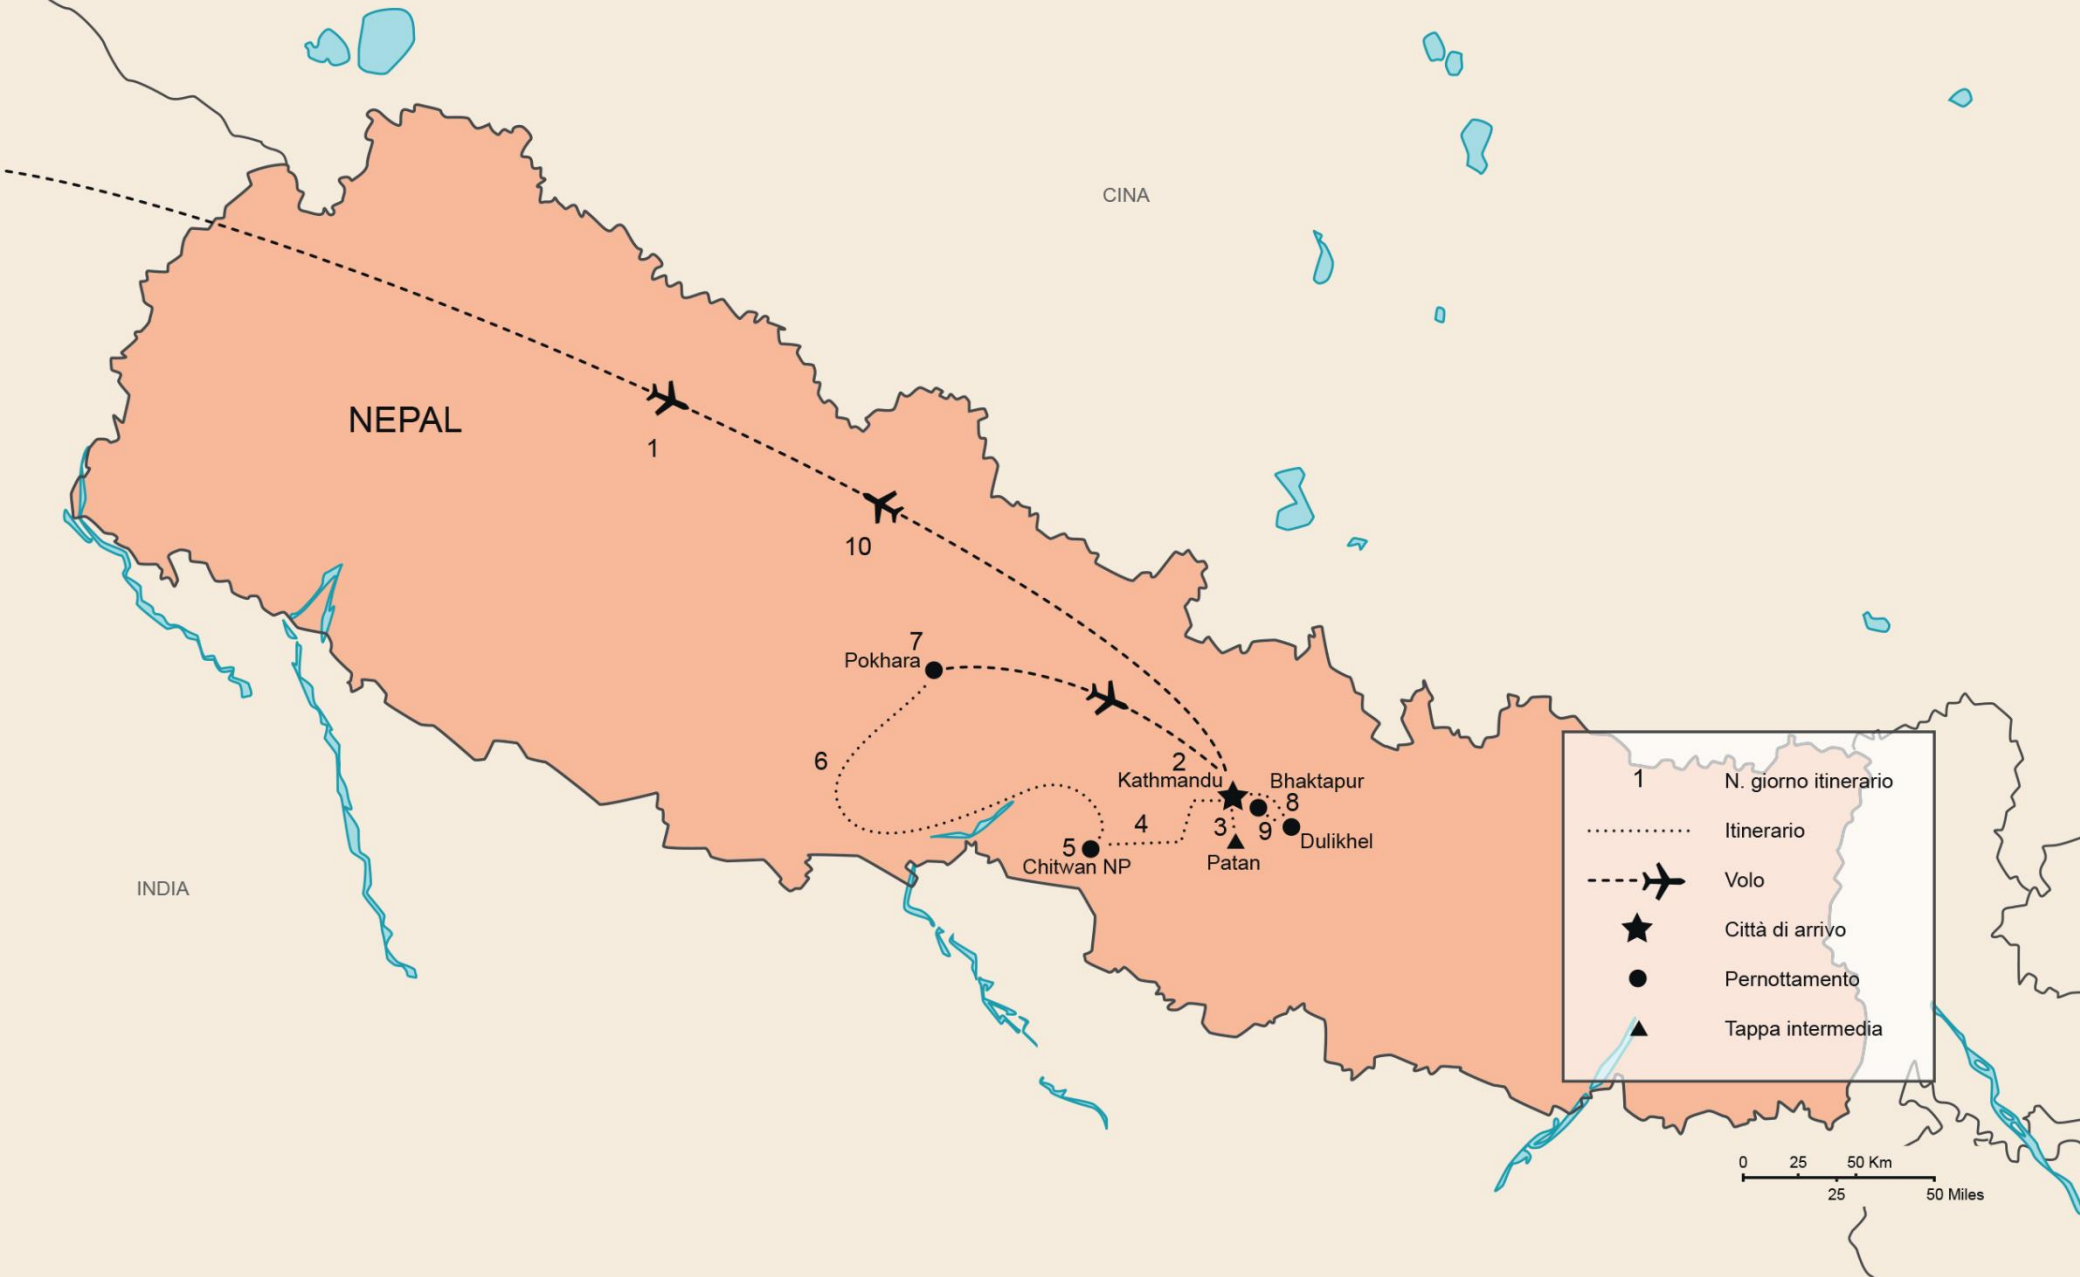 CINA
NEPAL
1
10
7
Pokhara
6
2
Kathmandu
Bhaktapur
8
4
3
9
Dulikhel
5
Chitwan NP
Patan
INDIA
1 N. giorno itinerario
Itinerario
Volo
Città di arrivo
Pernottamento
Tappa intermedia
0 25 50 Km
25 50 Miles